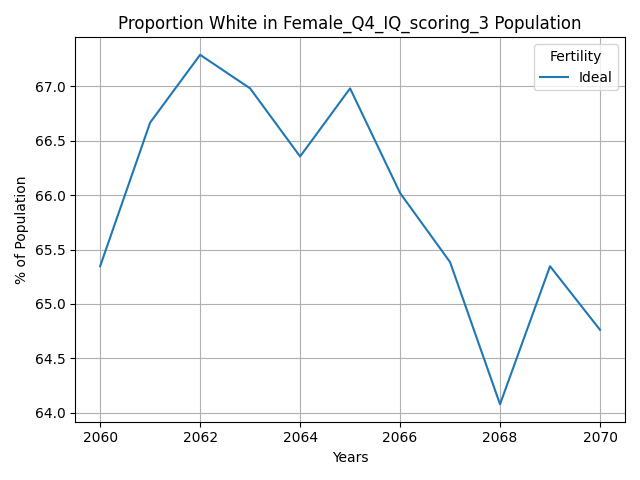 Proportion White in Female_Q4_IQ_scoring_3 Population
Fertility
Ideal
67.0
66.5
66.0
65.5
65.0
64.5
64.0
% of Population
2060 2062 2064 2066 2068 2070
Years